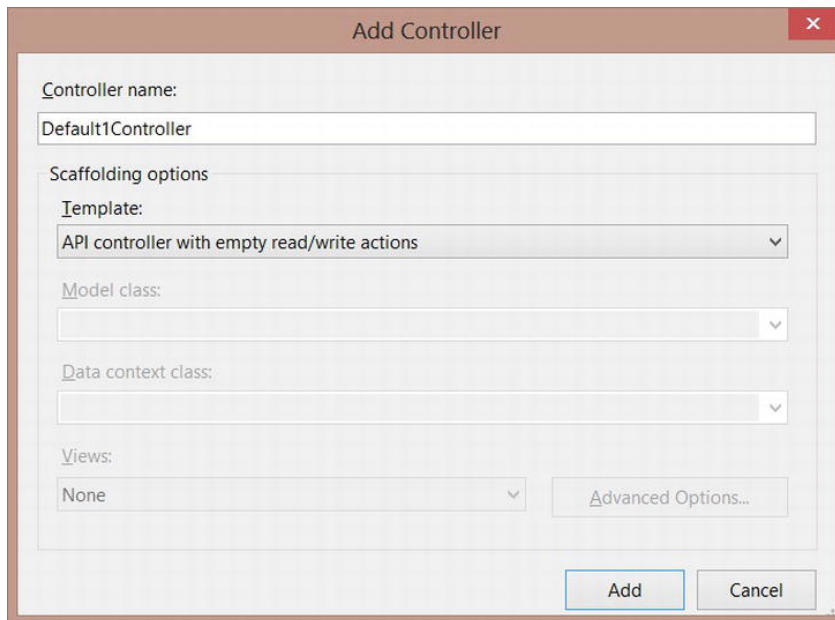 Add Controller
Controller name:
Default1Controller
Scaffolding options
Template:
API controller with empty read/write actions
Model class:
Data context class:
Views:
None
Advanced Options...
Add
Cancel